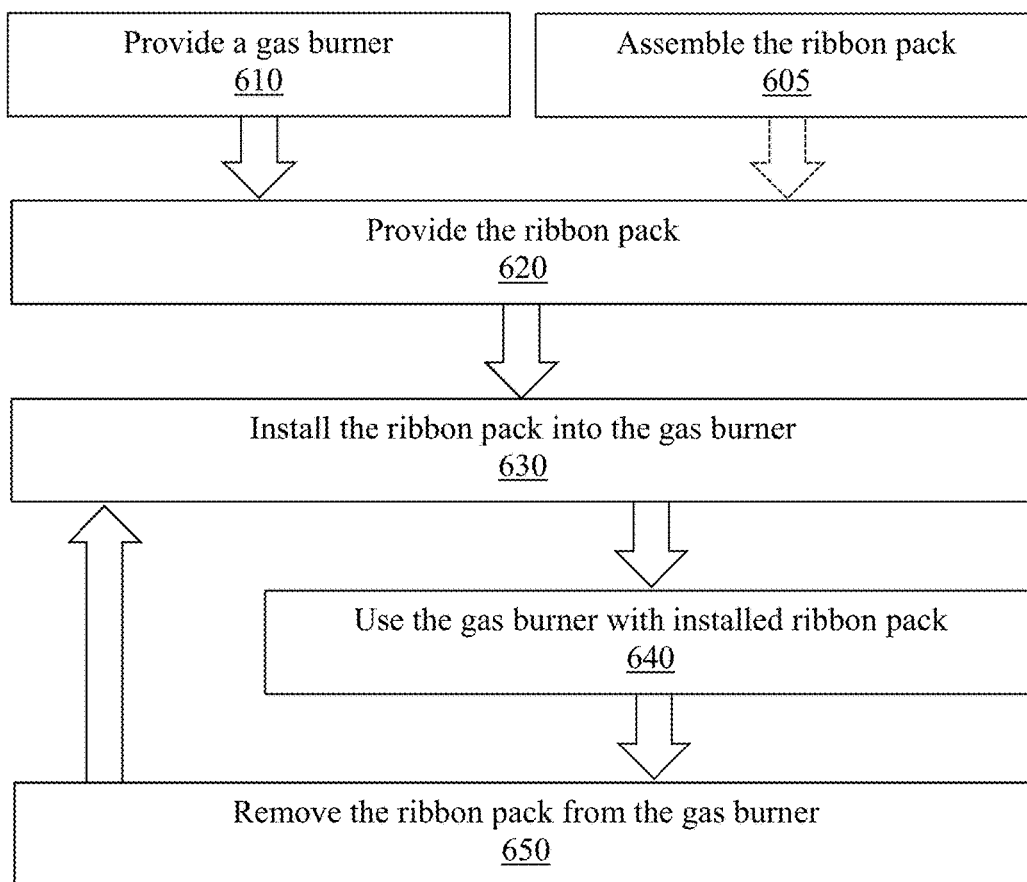 Provide a gas burner
610
Assemble the ribbon pack
605
Provide the ribbon pack
620
Install the ribbon pack into the gas burner
630
Use the gas burner with installed ribbon pack
640
Remove the ribbon pack from the gas burner
650